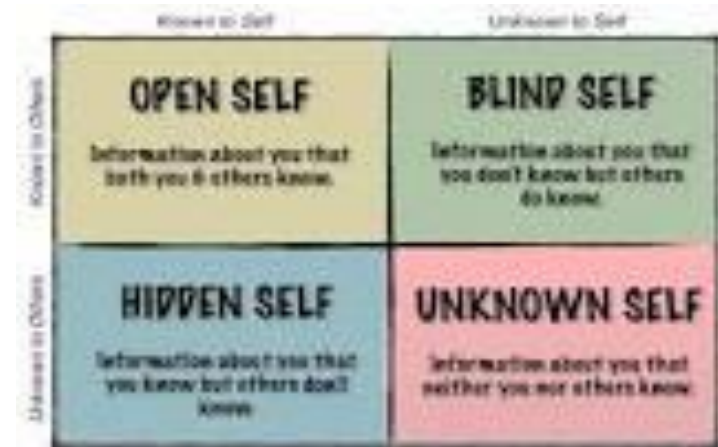 Known to Self
Unknown to Self
Known to Others
OPEN SELF
Information about you that
both you & others know.
BLIND SELF
Information about you that
you don't know but others
do know.
Unknown to Others
HIDDEN SELF
Information about you that
you know but others don't
know.
UNKNOWN SELF
Information about you that
neither you nor others know.